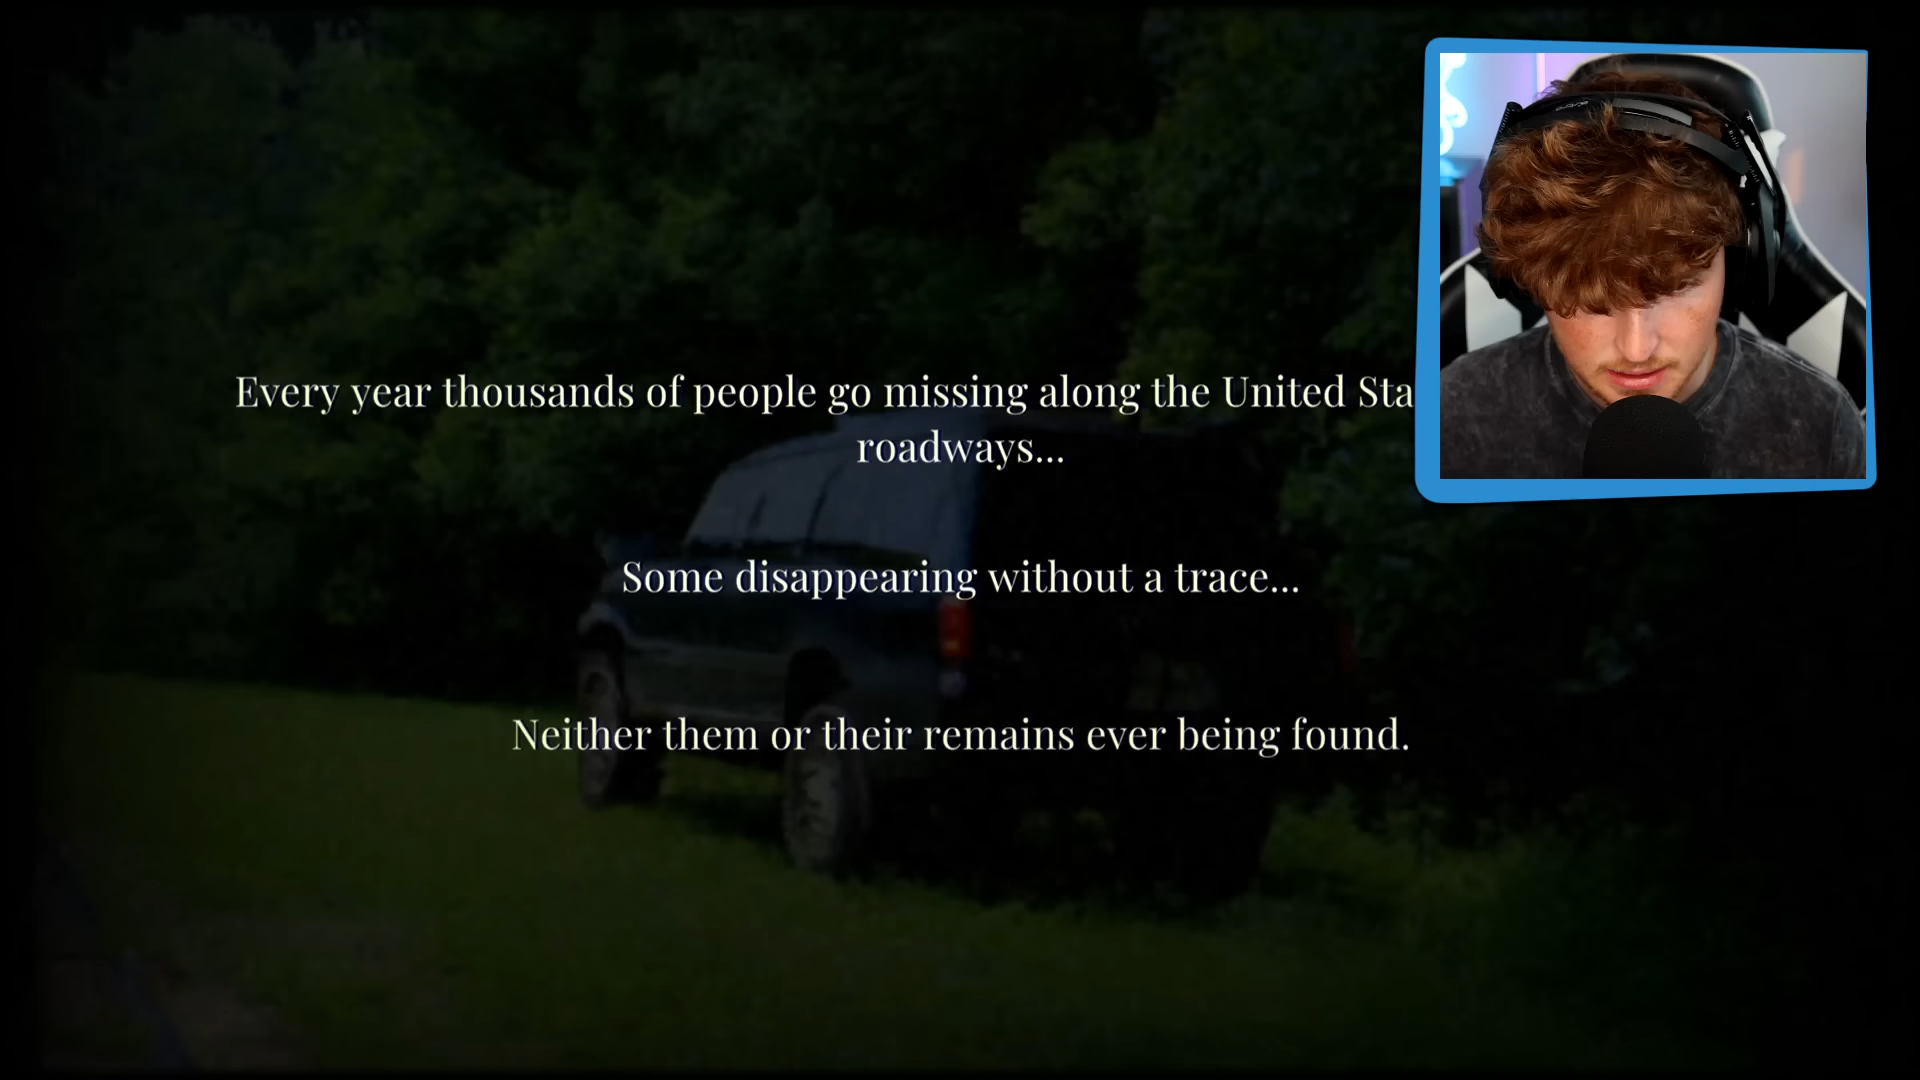 Every year thousands of people go missing along the United Sta
roadways...
Some disappearing without a trace...
Neither them or their remains ever being found.